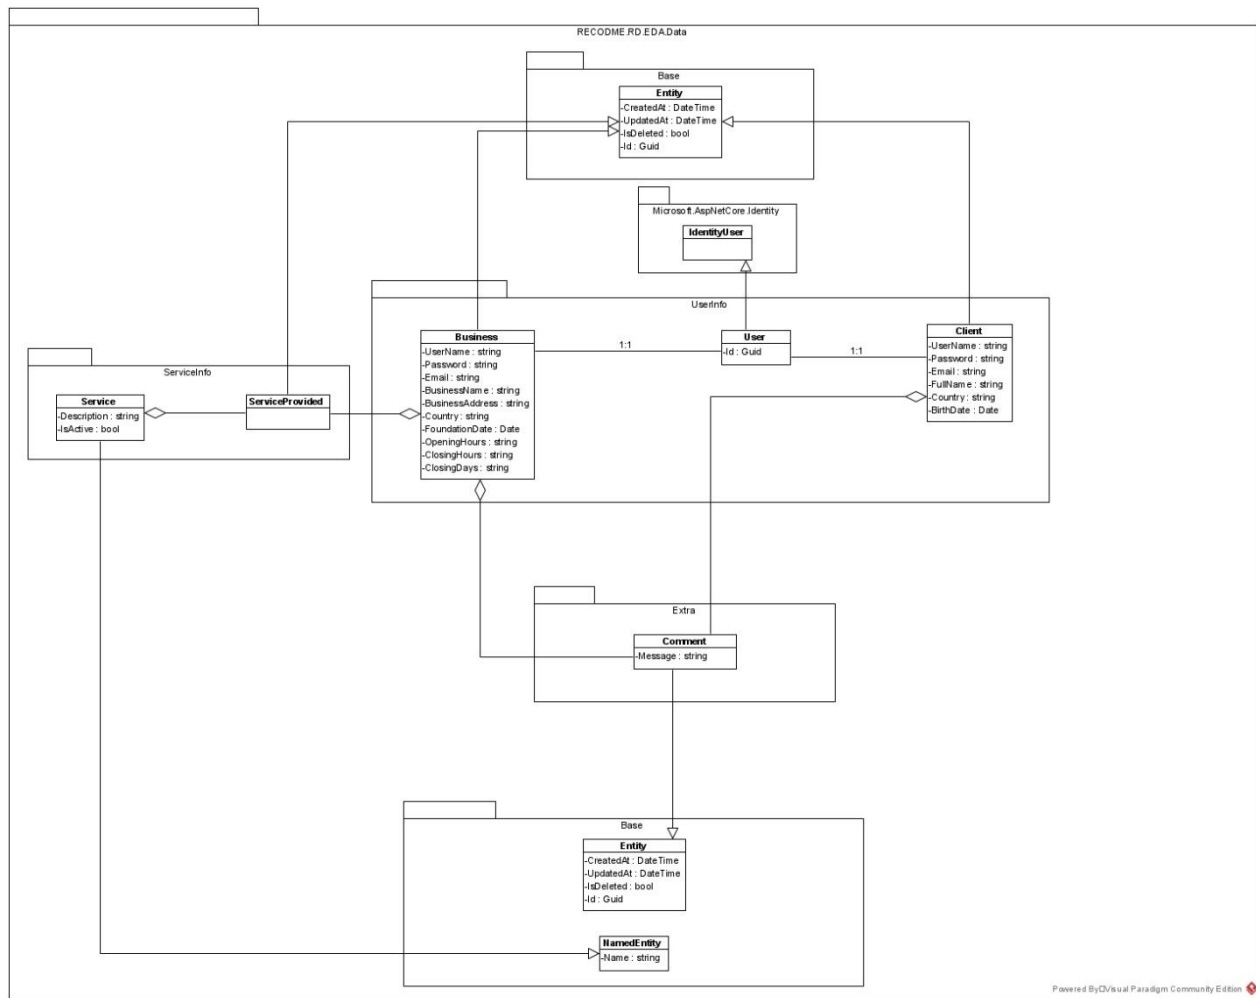 RECODME.RD.EDA.Data
Base
Entity
-CreatedAt : DateTime
-UpdatedAt : DateTime
-IsDeleted : bool
-Id : Guid
Microsoft.AspNetCore.Identity
IdentityUser
UserInfo
Business
-UserName : string
-Password : string
-Email : string
-BusinessName : string
-BusinessAddress : string
-Country : string
-FoundationDate : Date
-OpeningHours : string
-ClosingHours : string
-ClosingDays : string
1:1
User
-Id : Guid
1:1
Client
-UserName : string
-Password : string
-Email : string
-FullName : string
-Country : string
-BirthDate : Date
ServiceInfo
Service
-Description : string
-IsActive : bool
ServiceProvided
Extra
Comment
-Message : string
Base
Entity
-CreatedAt : DateTime
-UpdatedAt : DateTime
-IsDeleted : bool
-Id : Guid
NamedEntity
-Name : string
Powered By□Visual Paradigm Community Edition